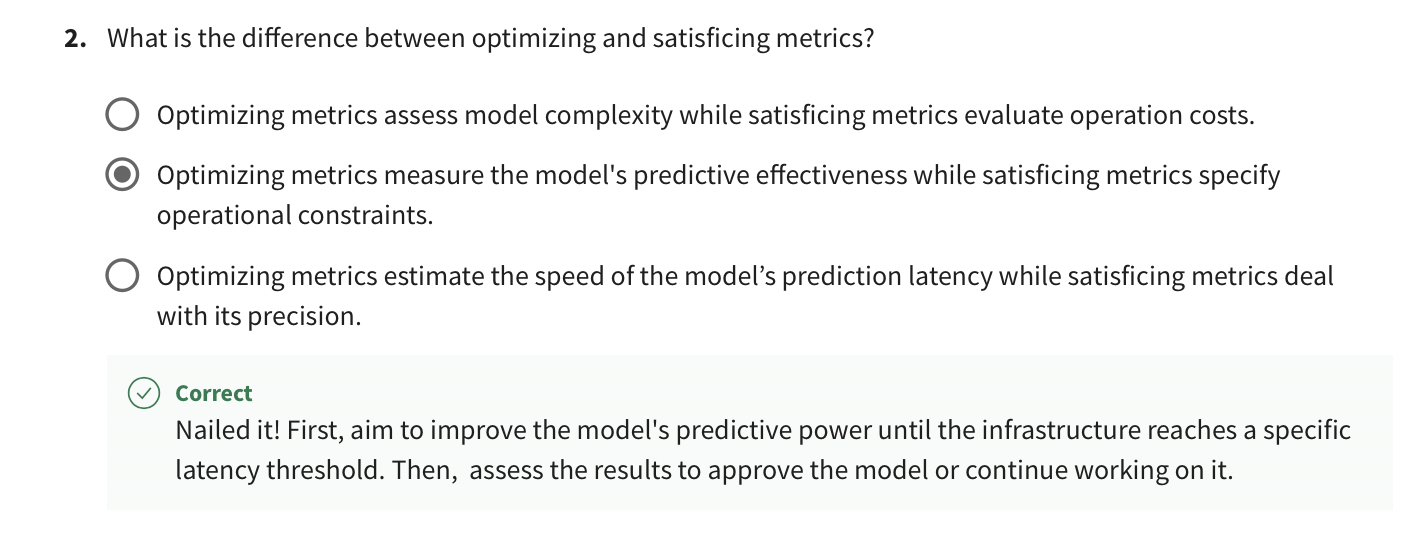 2. What is the difference between optimizing and satisficing metrics?
Optimizing metrics assess model complexity while satisficing metrics evaluate operation costs.
Optimizing metrics measure the model's predictive effectiveness while satisficing metrics specify
operational constraints.
Optimizing metrics estimate the speed of the model’s prediction latency while satisficing metrics deal
with its precision.
Correct
Nailed it! First, aim to improve the model's predictive power until the infrastructure reaches a specific
latency threshold. Then,  assess the results to approve the model or continue working on it.